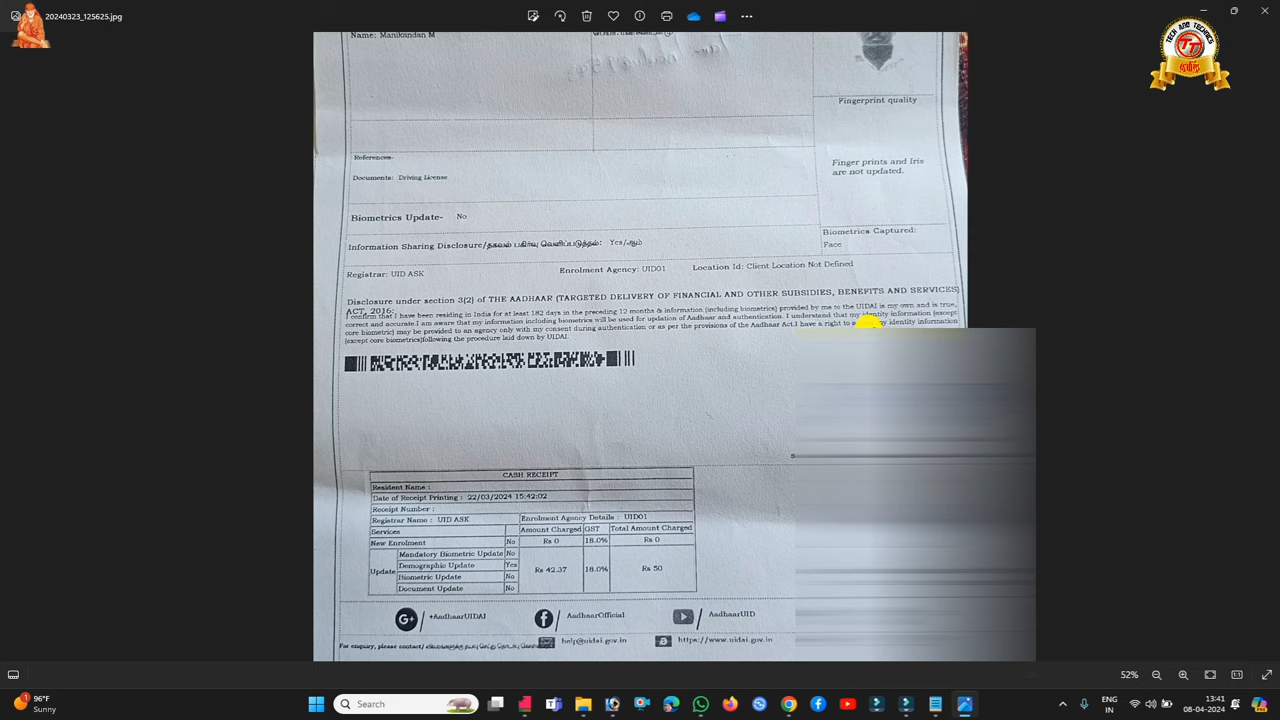 20240323_125625.jpg
TECH AND TECHNICS
TT
தமிழ்
Name: Manikandan M
Fingerprint quality
References-
Documents: Driving License
Finger prints and Iris
are not updated.
Biometrics Update- No
Biometrics Captured:
Face
Information Sharing Disclosure/தகவல் பகிர்வு வெளிப்படுத்தல்: Yes/ஆம்
Registrar: UID ASK Enrolment Agency: UID01 Location Id: Client Location Not Defined
Disclosure under section 3(2) of THE AADHAAR (TARGETED DELIVERY OF FINANCIAL AND OTHER SUBSIDIES, BENEFITS AND SERVICES)
ACT, 2016:
I confirm that I have been residing in India for at least 182 days in the preceding 12 months & information (including biometrics) provided by me to the UIDAI is my own and is true,
correct and accurate.I am aware that my information including biometrics will be used for updation of Aadhaar and authentication. I understand that my identity information (except
core biometric) may be provided to an agency only with my consent during authentication or as per the provisions of the Aadhaar Act.I have a right to my identity information
(except core biometrics)following the procedure laid down by UIDAI.
CASH RECEIPT
Resident Name :
Date of Receipt Printing : 22/03/2024 15:42:02
Receipt Number :
Registrar Name : UID ASK Enrolment Agency Details : UID01
Services Amount Charged GST Total Amount Charged
New Enrolment No Rs 0 18.0% Rs 0
Update Mandatory Biometric Update No
Demographic Update Yes Rs 42.37 18.0% Rs 50
Biometric Update No
Document Update No
G+ / +AadhaarUIDAI f / AadhaarOfficial / AadhaarUID
For enquiry, please contact/ help@uidai.gov.in https://www.uidai.gov.in
52%
96°F
Sunny
Search
ENG
IN
13:41
08-04-2024